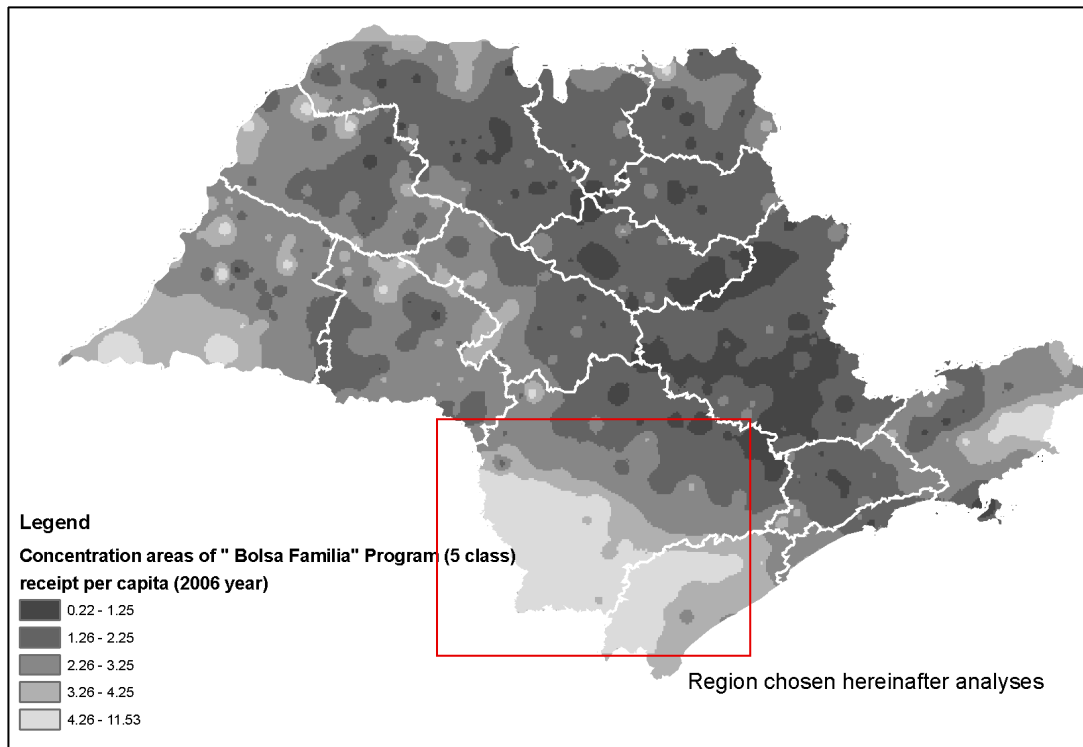 Legend
Concentration areas of " Bolsa Familia" Program (5 class)
receipt per capita (2006 year)
0.22 - 1.25
1.26 - 2.25
2.26 - 3.25
3.26 - 4.25
4.26 - 11.53
Region chosen hereinafter analyses